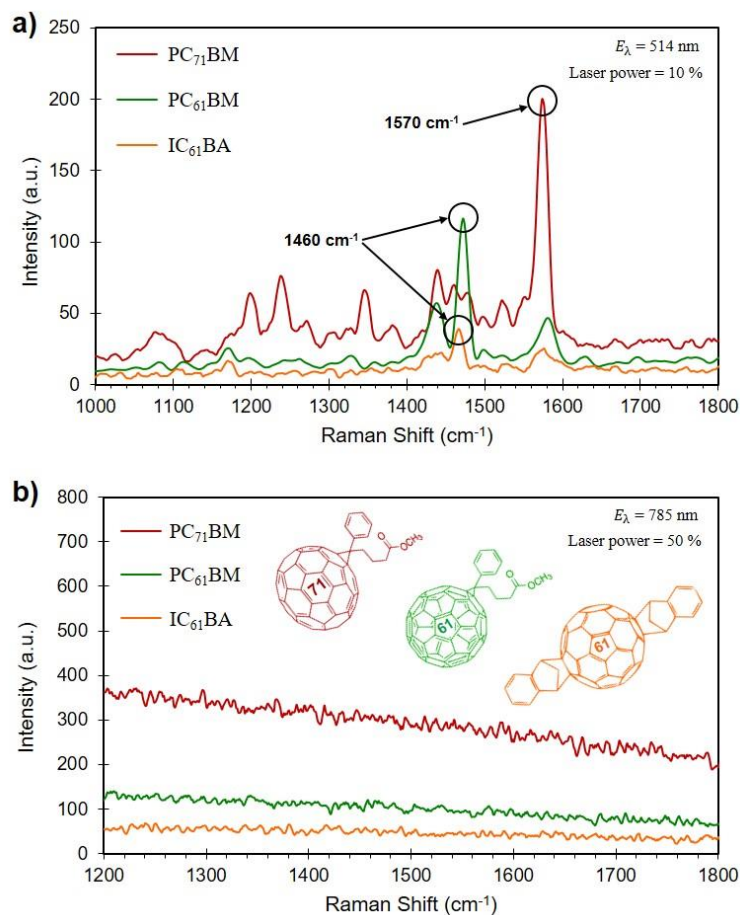 a)
250
200
150
100
50
0
Intensity (a.u.)
PC₇₁BM
PC₆₁BM
IC₆₁BA
Eλ = 514 nm
Laser power = 10 %
1570 cm⁻¹
1460 cm⁻¹
1000 1100 1200 1300 1400 1500 1600 1700 1800
Raman Shift (cm⁻¹)
b)
800
700
600
500
400
300
200
100
0
Intensity (a.u.)
PC₇₁BM
PC₆₁BM
IC₆₁BA
Eλ = 785 nm
Laser power = 50 %
O
OCH₃
71
O
OCH₃
61
61
1200 1300 1400 1500 1600 1700 1800
Raman Shift (cm⁻¹)